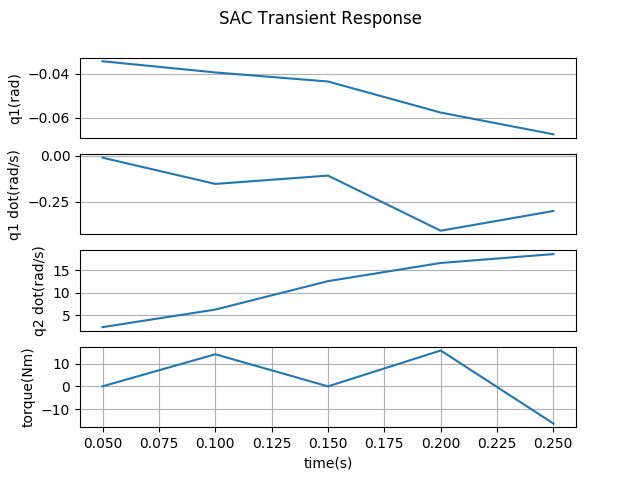 SAC Transient Response
q1(rad)
−0.04
−0.06
q1 dot(rad/s)
0.00
−0.25
q2 dot(rad/s)
15
10
5
torque(Nm)
10
0
−10
0.050 0.075 0.100 0.125 0.150 0.175 0.200 0.225 0.250
time(s)